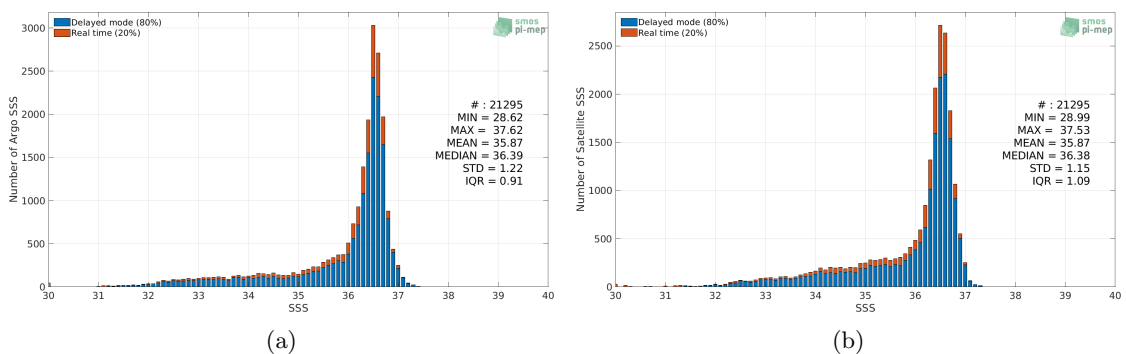 Delayed mode (80%)
Real time (20%)
smos
pi-mep
Number of Argo SSS
3000
2500
2000
1500
1000
500
0
# : 21295
MIN = 28.62
MAX = 37.62
MEAN = 35.87
MEDIAN = 36.39
STD = 1.22
IQR = 0.91
30 31 32 33 34 35 36 37 38 39 40
SSS
(a)
Delayed mode (80%)
Real time (20%)
smos
pi-mep
Number of Satellite SSS
2500
2000
1500
1000
500
0
# : 21295
MIN = 28.99
MAX = 37.53
MEAN = 35.87
MEDIAN = 36.38
STD = 1.15
IQR = 1.09
30 31 32 33 34 35 36 37 38 39 40
SSS
(b)